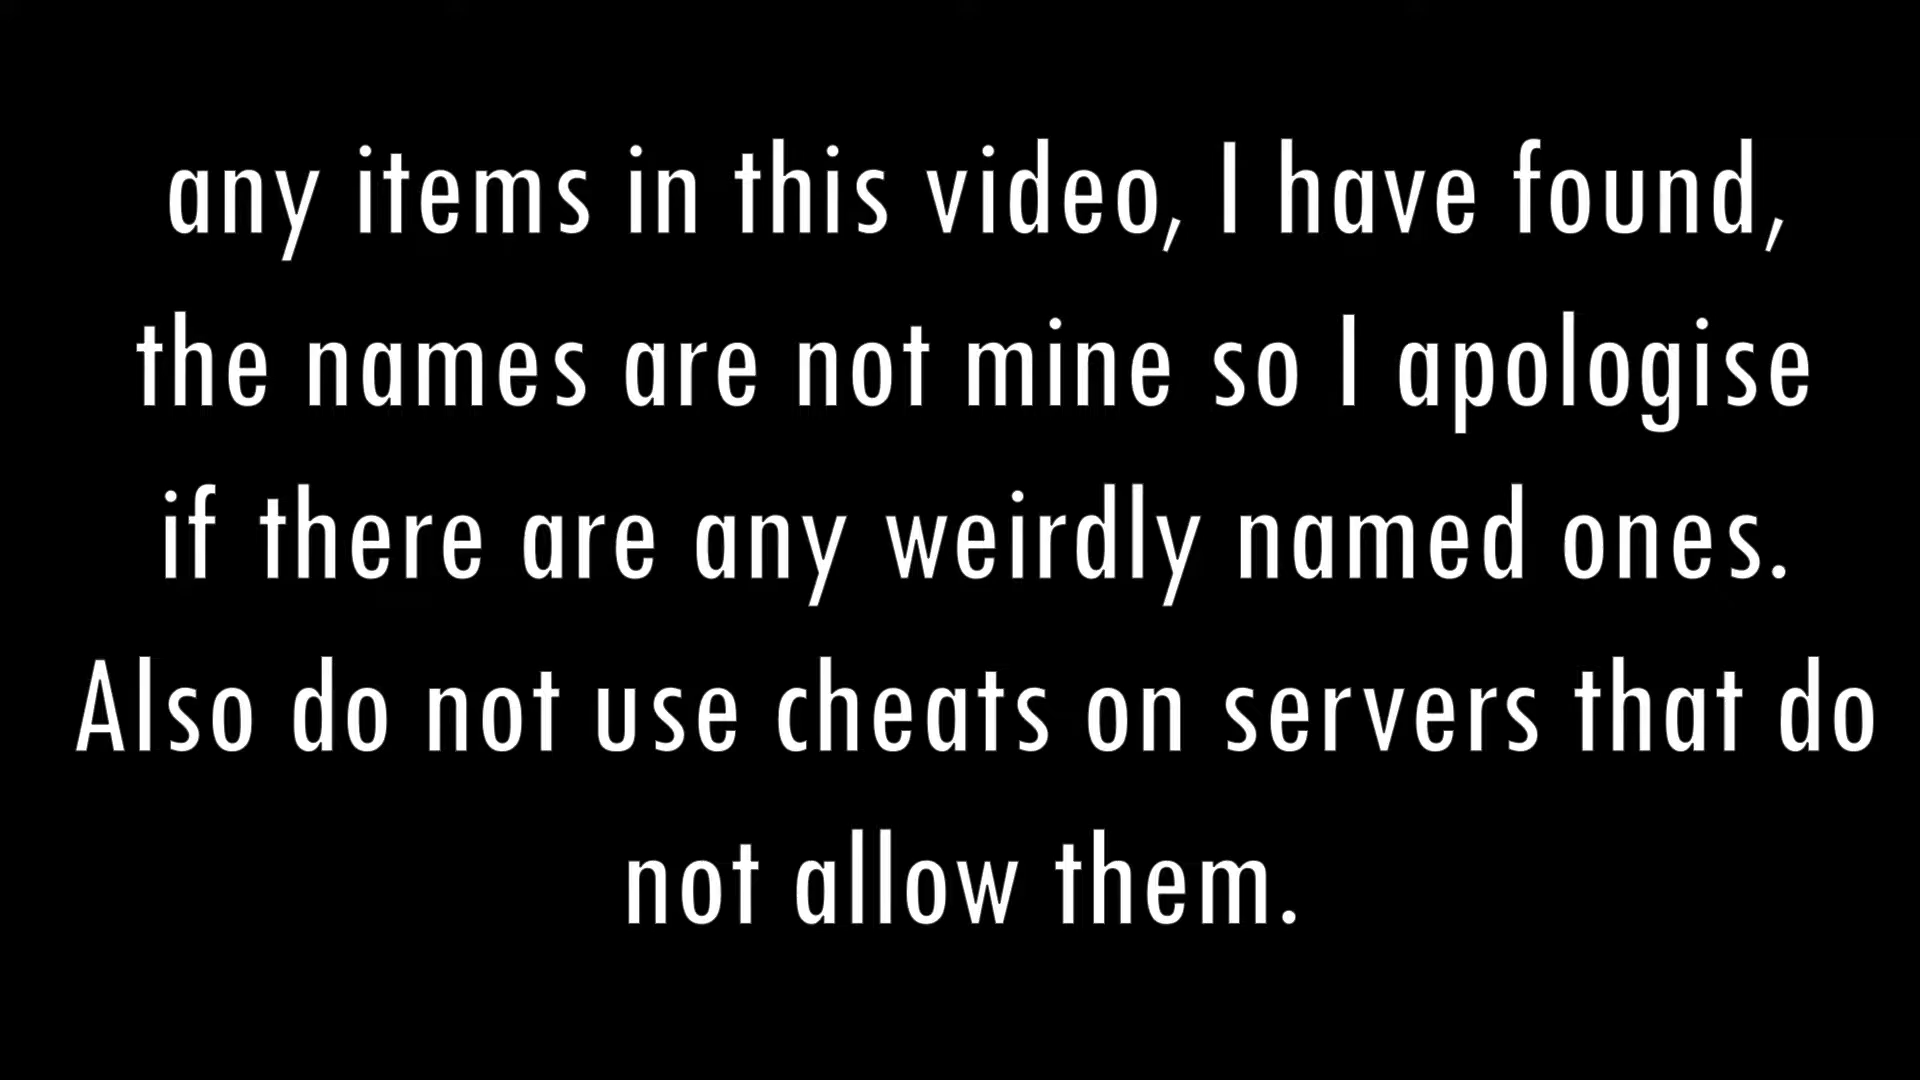 any items in this video, I have found,
the names are not mine so I apologise
if there are any weirdly named ones.
Also do not use cheats on servers that do
not allow them.